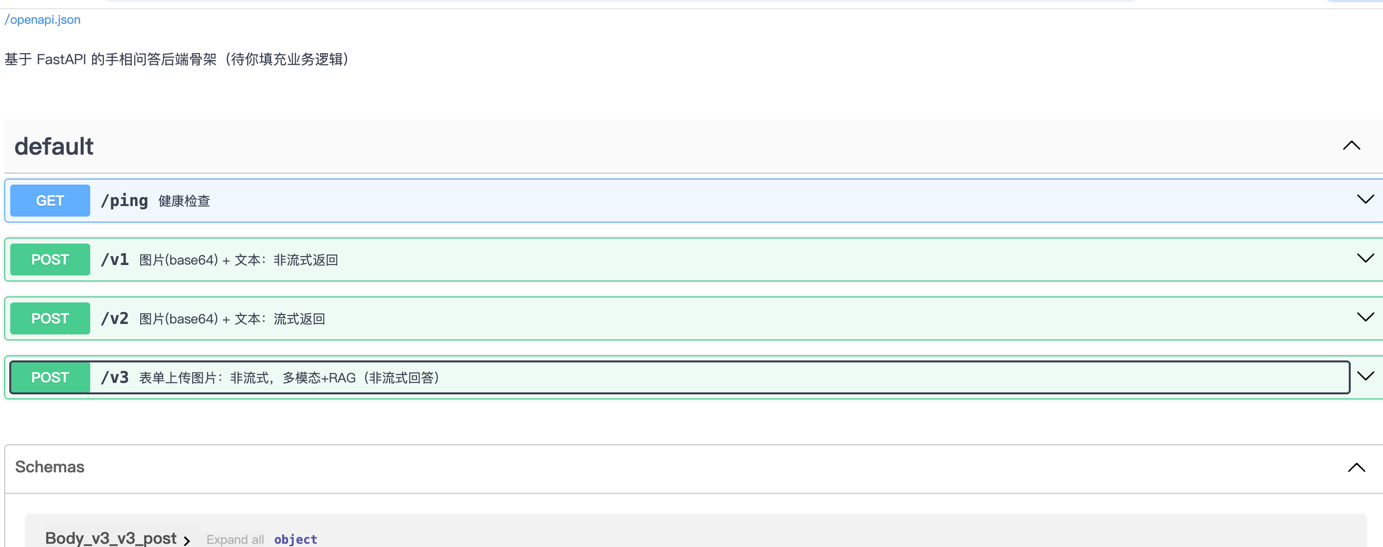 /openapi.json
基于 FastAPI 的手相问答后端骨架（待你填充业务逻辑）
default
GET /ping 健康检查
POST /v1 图片(base64) + 文本：非流式返回
POST /v2 图片(base64) + 文本：流式返回
POST /v3 表单上传图片：非流式，多模态+RAG（非流式回答）
Schemas
Body_v3_v3_post Expand all object